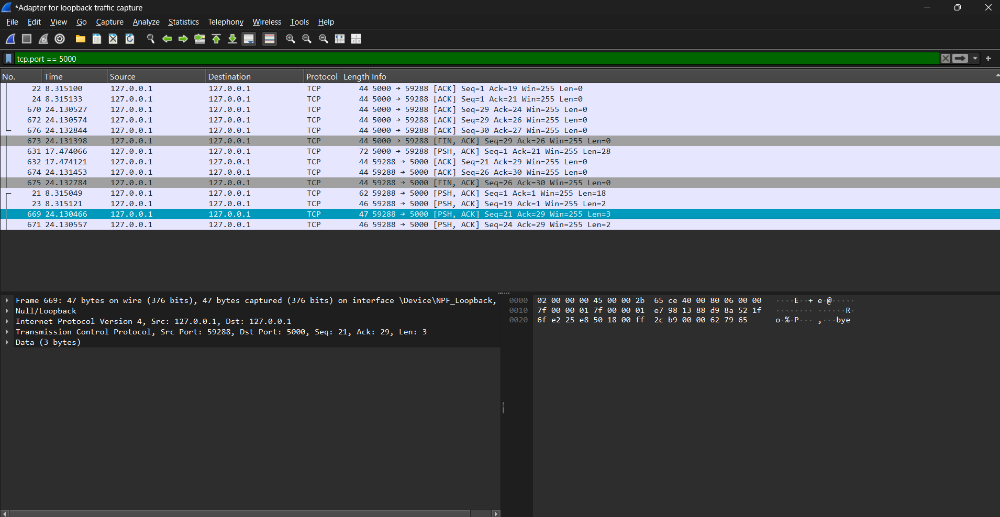 *Adapter for loopback traffic capture
File Edit View Go Capture Analyze Statistics Telephony Wireless Tools Help
tcp.port == 5000
No. Time Source Destination Protocol Length Info
22 8.315100 127.0.0.1 127.0.0.1 TCP 44 5000 → 59288 [ACK] Seq=1 Ack=19 Win=255 Len=0
24 8.315133 127.0.0.1 127.0.0.1 TCP 44 5000 → 59288 [ACK] Seq=1 Ack=21 Win=255 Len=0
670 24.130527 127.0.0.1 127.0.0.1 TCP 44 5000 → 59288 [ACK] Seq=29 Ack=24 Win=255 Len=0
672 24.130574 127.0.0.1 127.0.0.1 TCP 44 5000 → 59288 [ACK] Seq=29 Ack=26 Win=255 Len=0
676 24.132844 127.0.0.1 127.0.0.1 TCP 44 5000 → 59288 [ACK] Seq=30 Ack=27 Win=255 Len=0
673 24.131398 127.0.0.1 127.0.0.1 TCP 44 5000 → 59288 [FIN, ACK] Seq=29 Ack=26 Win=255 Len=0
631 17.474066 127.0.0.1 127.0.0.1 TCP 72 5000 → 59288 [PSH, ACK] Seq=1 Ack=21 Win=255 Len=28
632 17.474121 127.0.0.1 127.0.0.1 TCP 44 59288 → 5000 [ACK] Seq=21 Ack=29 Win=255 Len=0
674 24.131453 127.0.0.1 127.0.0.1 TCP 44 59288 → 5000 [ACK] Seq=26 Ack=30 Win=255 Len=0
675 24.132784 127.0.0.1 127.0.0.1 TCP 44 59288 → 5000 [FIN, ACK] Seq=26 Ack=30 Win=255 Len=0
21 8.315049 127.0.0.1 127.0.0.1 TCP 62 59288 → 5000 [PSH, ACK] Seq=1 Ack=1 Win=255 Len=18
23 8.315121 127.0.0.1 127.0.0.1 TCP 46 59288 → 5000 [PSH, ACK] Seq=19 Ack=1 Win=255 Len=2
669 24.130466 127.0.0.1 127.0.0.1 TCP 47 59288 → 5000 [PSH, ACK] Seq=21 Ack=29 Win=255 Len=3
671 24.130557 127.0.0.1 127.0.0.1 TCP 46 59288 → 5000 [PSH, ACK] Seq=24 Ack=29 Win=255 Len=2
Frame 669: 47 bytes on wire (376 bits), 47 bytes captured (376 bits) on interface \Device\NPF_Loopback,
Null/Loopback
Internet Protocol Version 4, Src: 127.0.0.1, Dst: 127.0.0.1
Transmission Control Protocol, Src Port: 59288, Dst Port: 5000, Seq: 21, Ack: 29, Len: 3
Data (3 bytes)
0000 02 00 00 00 45 00 00 2b 65 ce 40 00 80 06 00 00 ····E··+ e·@·····
0010 7f 00 00 01 7f 00 00 01 e7 98 13 88 d9 8a 52 1f ········ ······R·
0020 6f e2 25 e8 50 18 00 ff 2c b9 00 00 62 79 65 o·%·P··· ,···bye